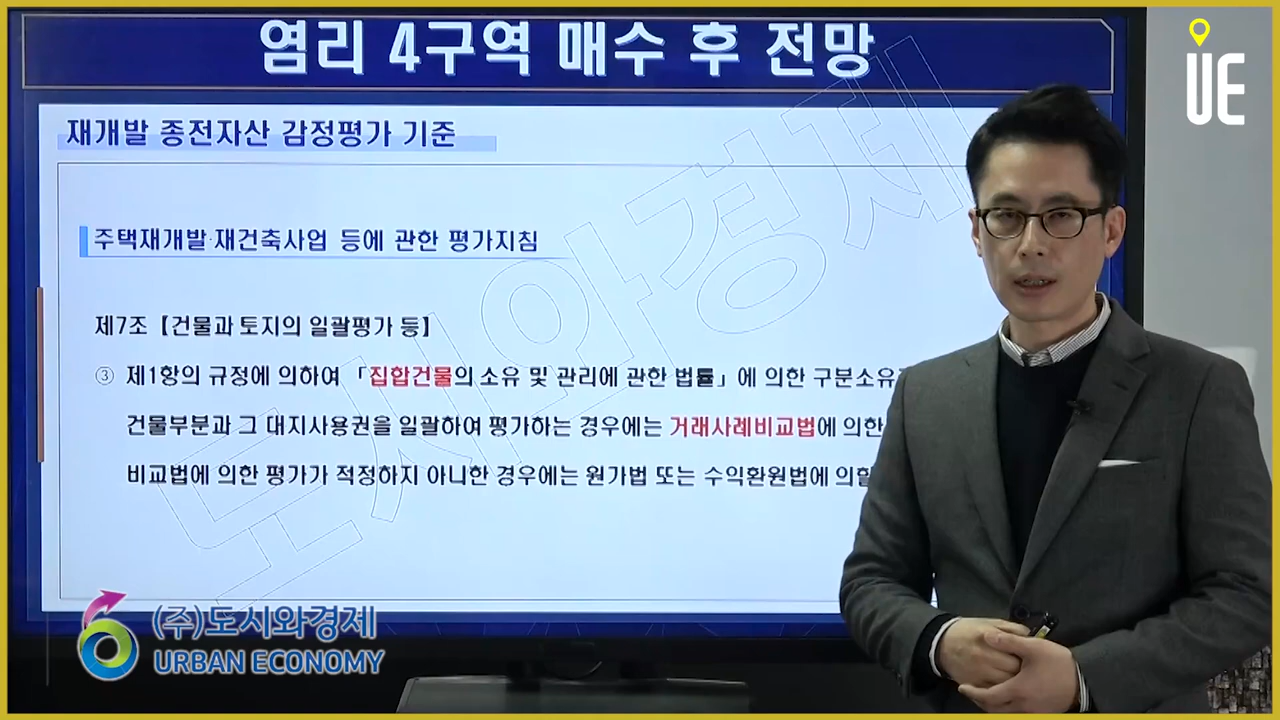 염리 4구역 매수 후 전망
UE
재개발 종전자산 감정평가 기준
주택재개발·재건축사업 등에 관한 평가지침
제7조【건물과 토지의 일괄평가 등】
③ 제1항의 규정에 의하여 「집합건물의 소유 및 관리에 관한 법률」에 의한 구분소유
건물부분과 그 대지사용권을 일괄하여 평가하는 경우에는 거래사례비교법에 의한
비교법에 의한 평가가 적정하지 아니한 경우에는 원가법 또는 수익환원법에 의할
도시와경제
(주)도시와경제
URBAN ECONOMY